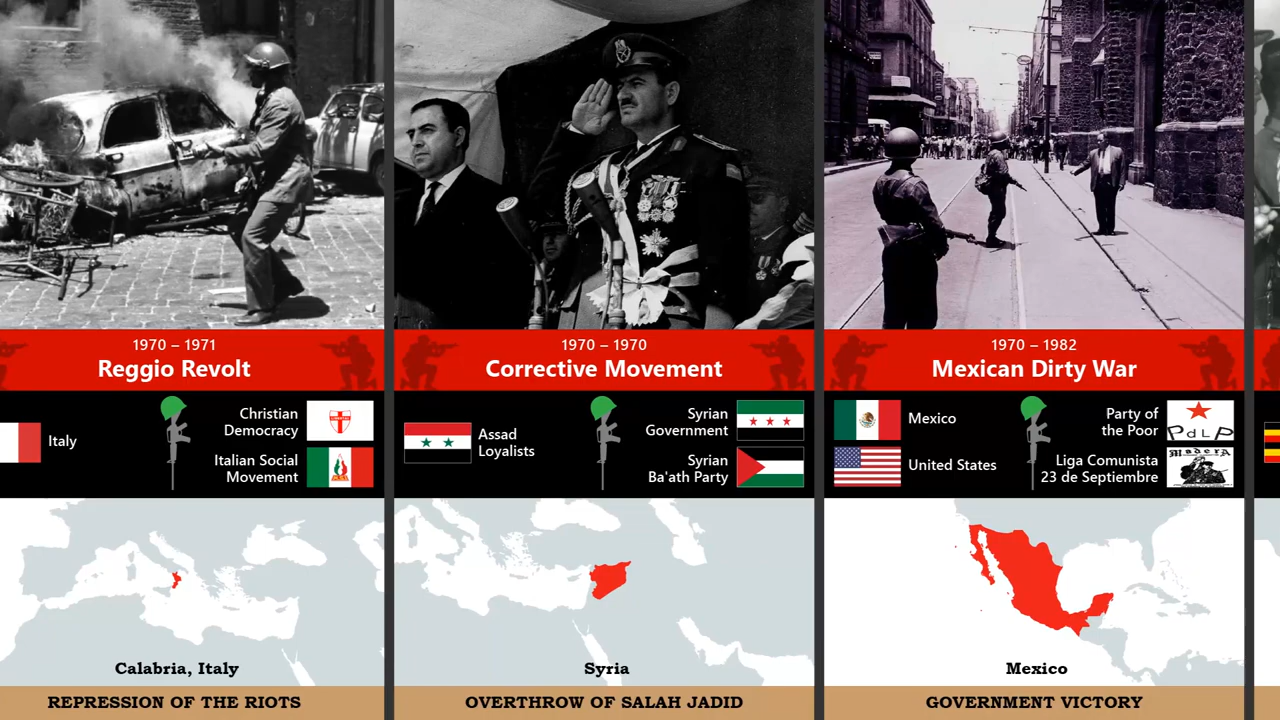 1970 – 1971
Reggio Revolt
Italy
Christian
Democracy
Italian Social
Movement
Calabria, Italy
REPRESSION OF THE RIOTS
1970 – 1970
Corrective Movement
Assad
Loyalists
Syrian
Government
Syrian
Ba'ath Party
Syria
OVERTHROW OF SALAH JADID
1970 – 1982
Mexican Dirty War
Mexico
United States
Party of
the Poor
PdLP
Liga Comunista
23 de Septiembre
MADERA
Mexico
GOVERNMENT VICTORY